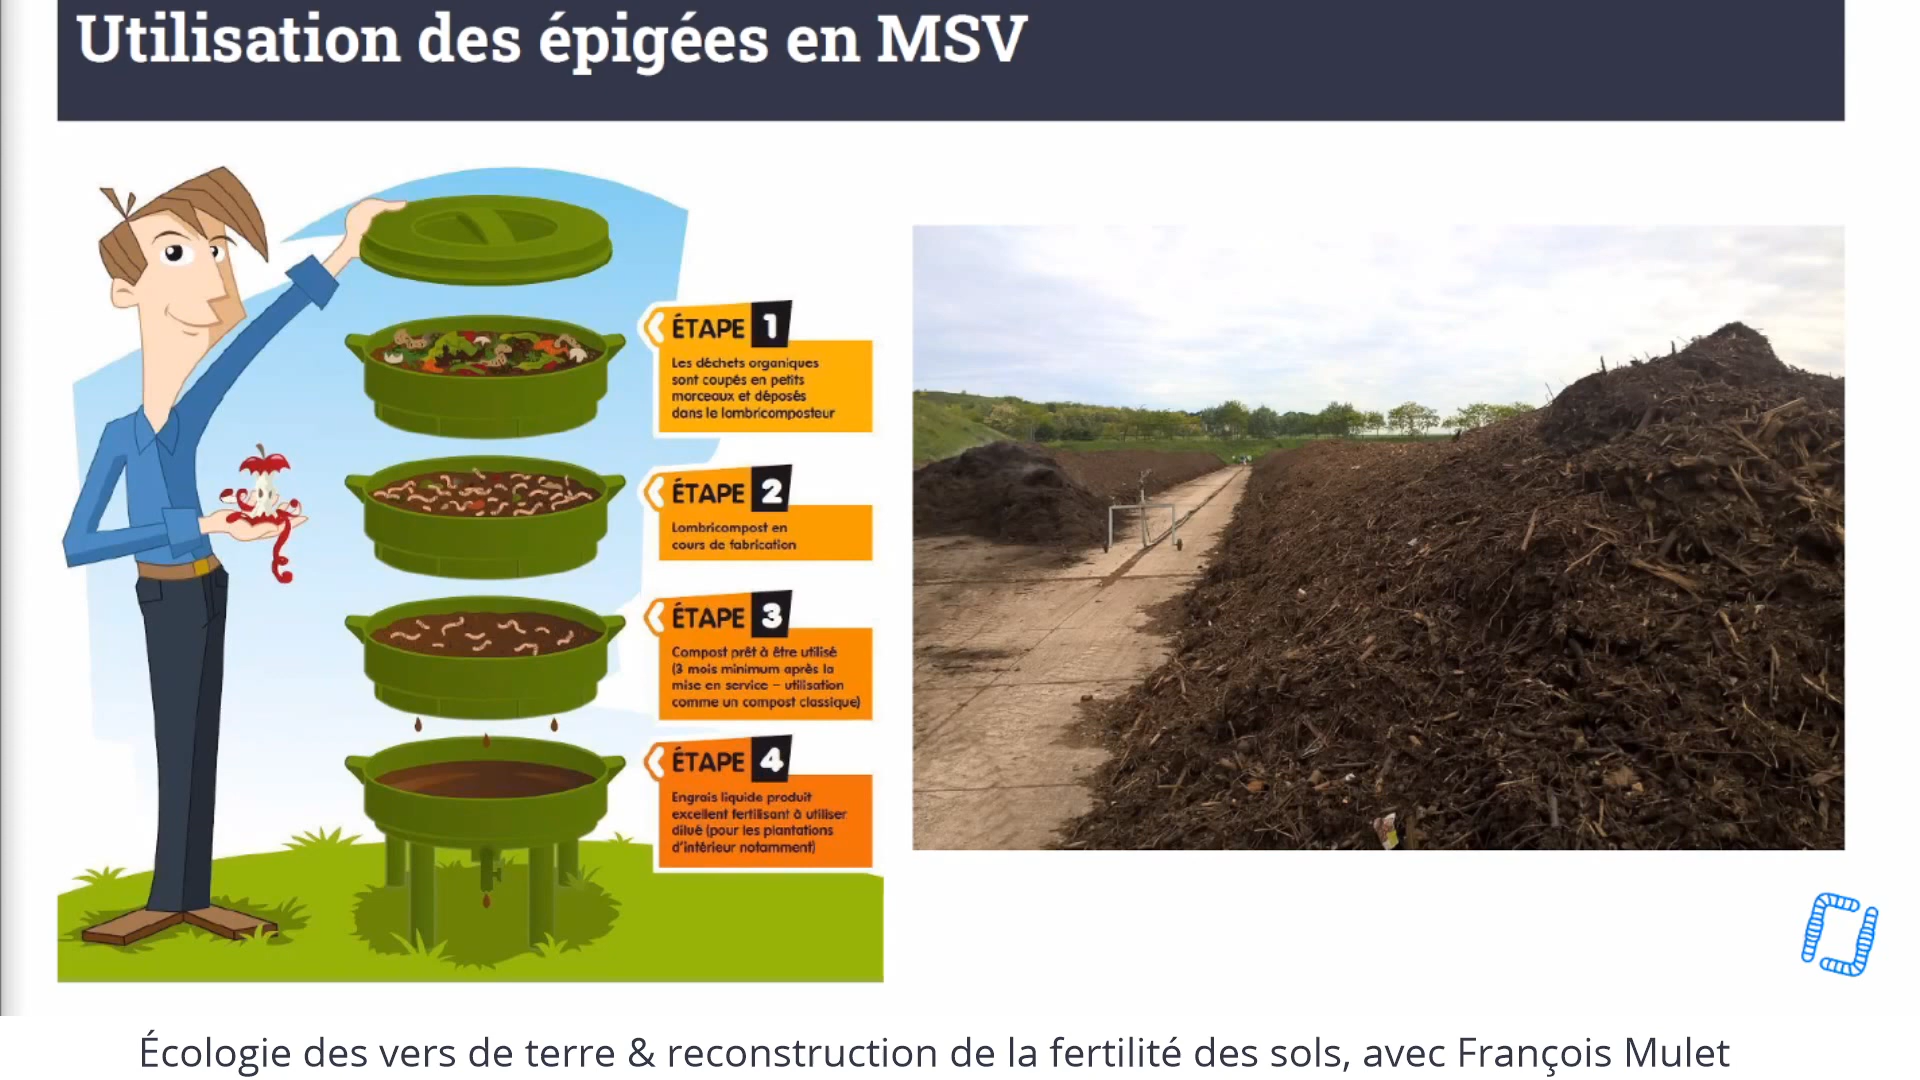 Utilisation des épigées en MSV
ÉTAPE 1
Les déchets organiques
sont coupés en petits
morceaux et déposés
dans le lombricomposteur
ÉTAPE 2
Lombricompost en
cours de fabrication
ÉTAPE 3
Compost prêt à être utilisé
(3 mois minimum après la
mise en service – utilisation
comme un compost classique)
ÉTAPE 4
Engrais liquide produit
excellent fertilisant à utiliser
dilué (pour les plantations
d'intérieur notamment)
Écologie des vers de terre & reconstruction de la fertilité des sols, avec François Mulet